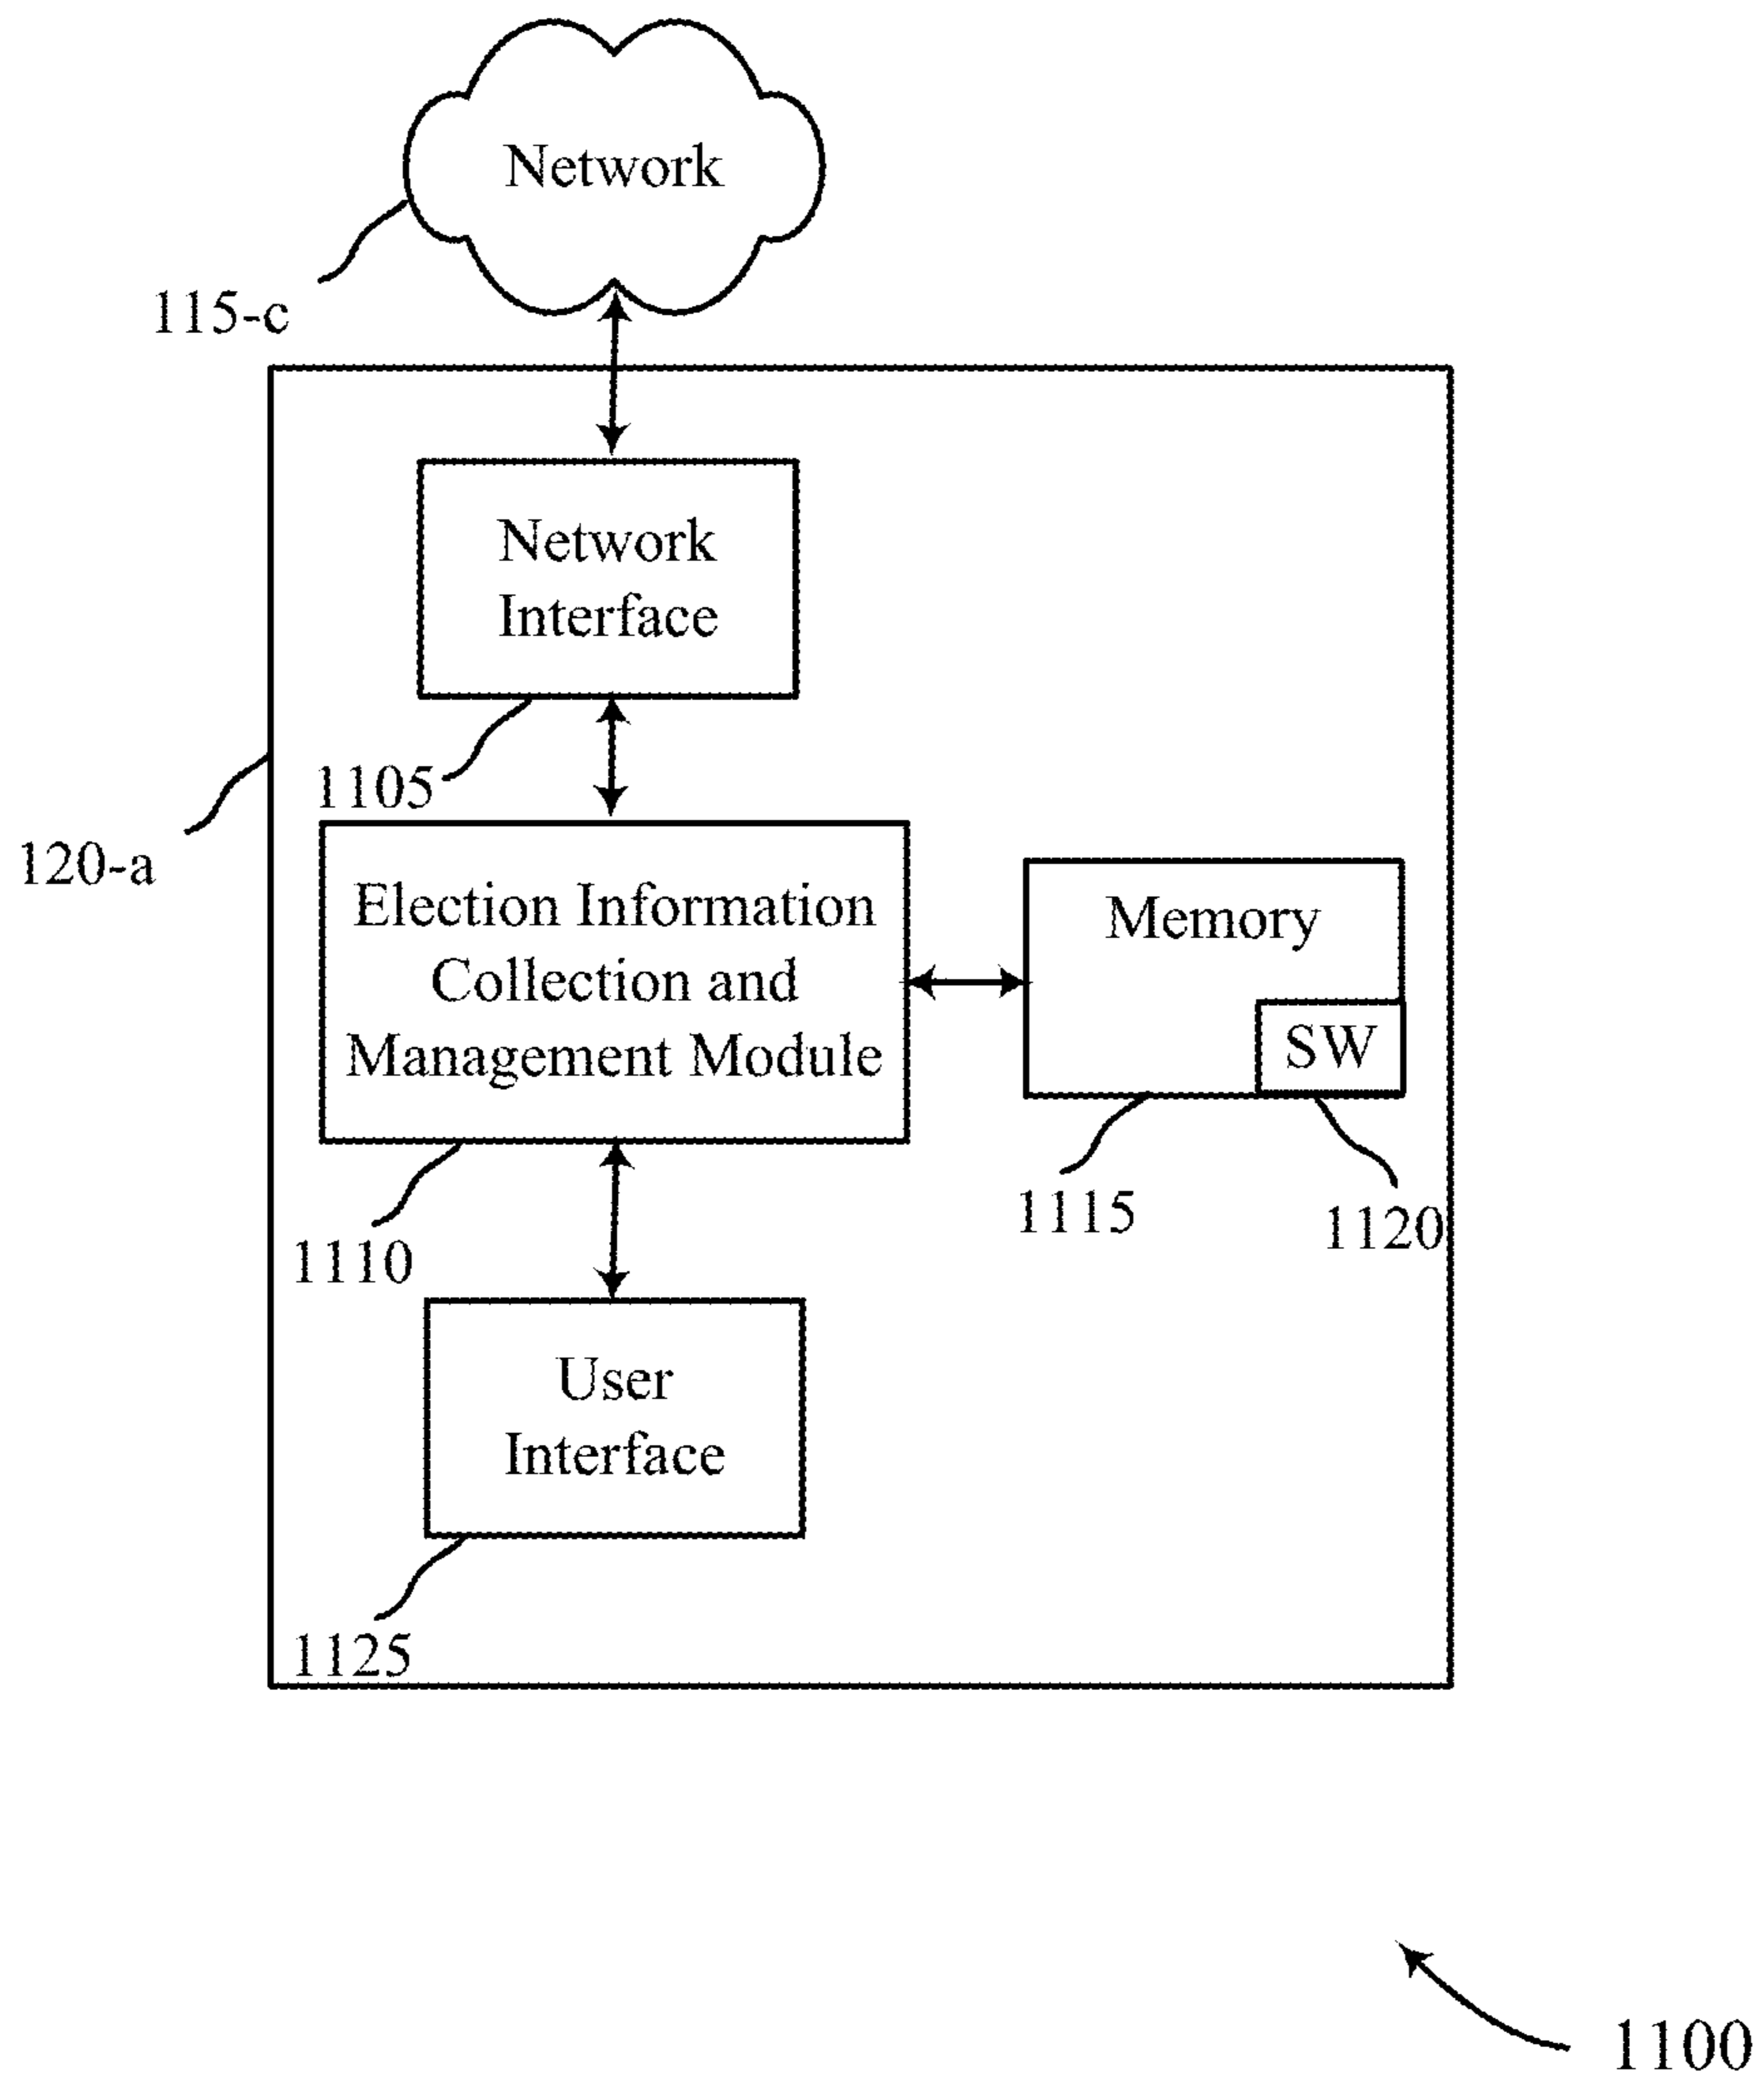 Network
115-c
Network
Interface
1105
120-a
Election Information
Collection and
Management Module
Memory
SW
1115
1120
1110
User
Interface
1125
1100